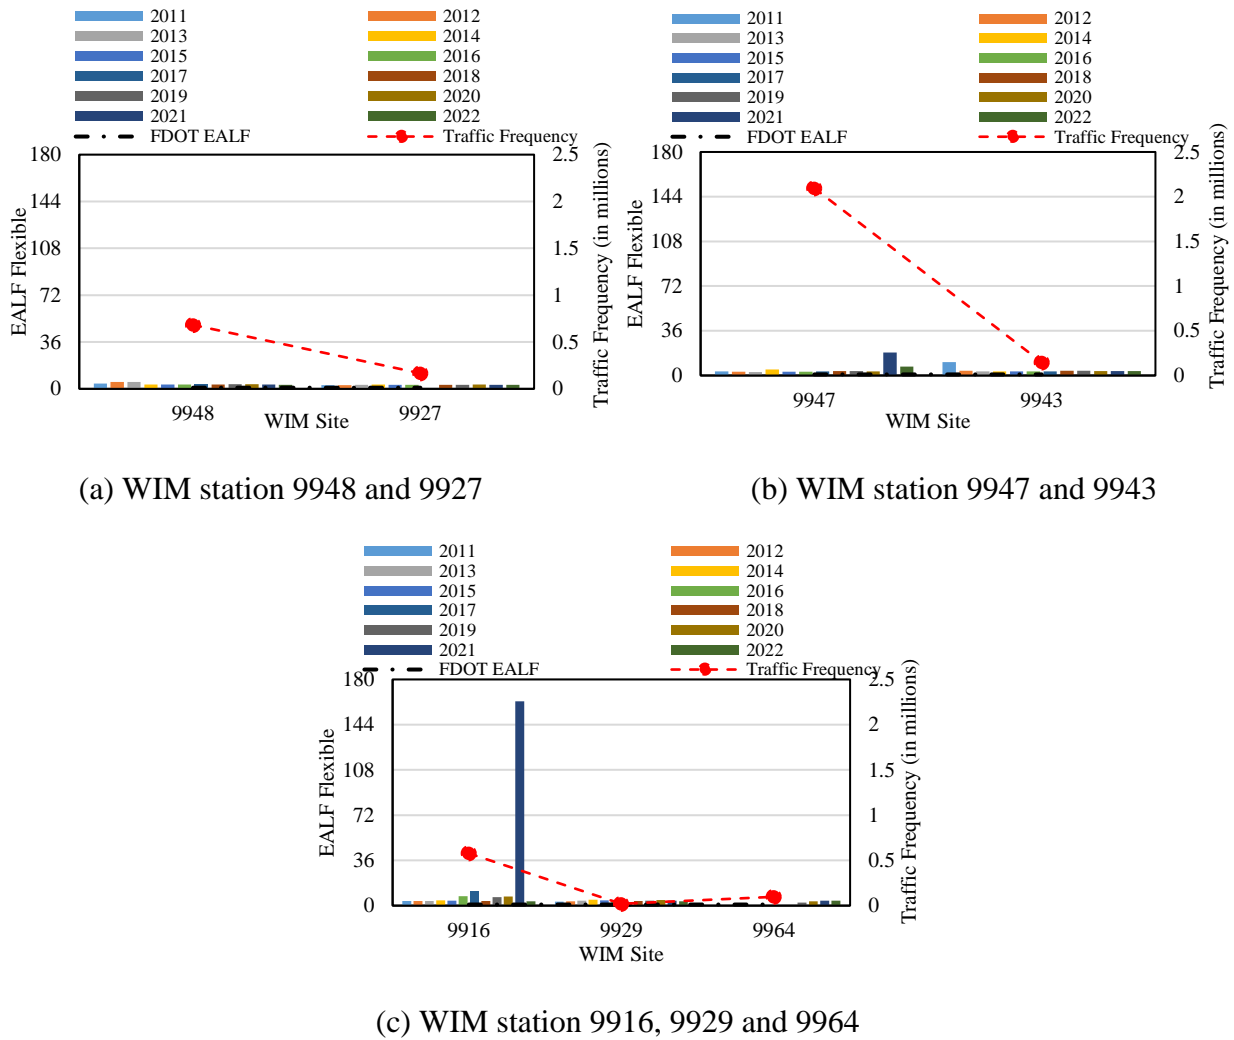 2011 2012
2013 2014
2015 2016
2017 2018
2019 2020
2021 2022
FDOT EALF Traffic Frequency
180 2.5
144 2
108 1.5
72 1
36 0.5
0 0
EALF Flexible
Traffic Frequency (in millions)
9948 9927
WIM Site
(a) WIM station 9948 and 9927
2011 2012
2013 2014
2015 2016
2017 2018
2019 2020
2021 2022
FDOT EALF Traffic Frequency
180 2.5
144 2
108 1.5
72 1
36 0.5
0 0
EALF Flexible
Traffic Frequency (in millions)
9947 9943
WIM Site
(b) WIM station 9947 and 9943
2011 2012
2013 2014
2015 2016
2017 2018
2019 2020
2021 2022
FDOT EALF Traffic Frequency
180 2.5
144 2
108 1.5
72 1
36 0.5
0 0
EALF Flexible
Traffic Frequency (in millions)
9916 9929 9964
WIM Site
(c) WIM station 9916, 9929 and 9964